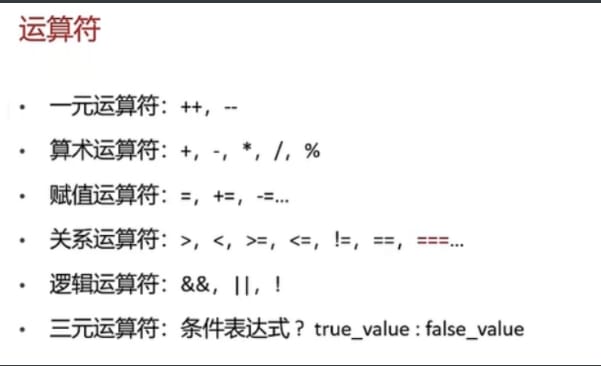 运算符
• 一元运算符：++，--
• 算术运算符：+，-，*，/，%
• 赋值运算符：=，+=，-=...
• 关系运算符：>，<，>=，<=，!=，==，===...
• 逻辑运算符：&&，||，!
• 三元运算符：条件表达式？true_value : false_value